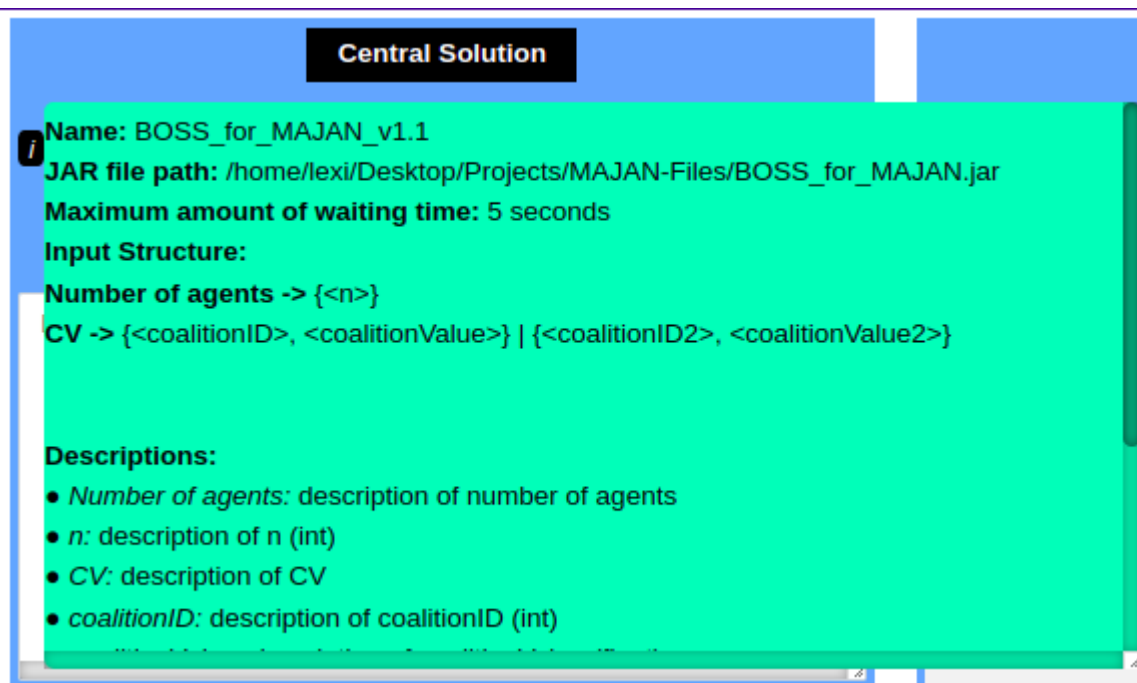 Central Solution
i
Name: BOSS_for_MAJAN_v1.1
JAR file path: /home/lexi/Desktop/Projects/MAJAN-Files/BOSS_for_MAJAN.jar
Maximum amount of waiting time: 5 seconds
Input Structure:
Number of agents -> {<n>}
CV -> {<coalitionID>, <coalitionValue>} | {<coalitionID2>, <coalitionValue2>}
Descriptions:
● Number of agents: description of number of agents
● n: description of n (int)
● CV: description of CV
● coalitionID: description of coalitionID (int)